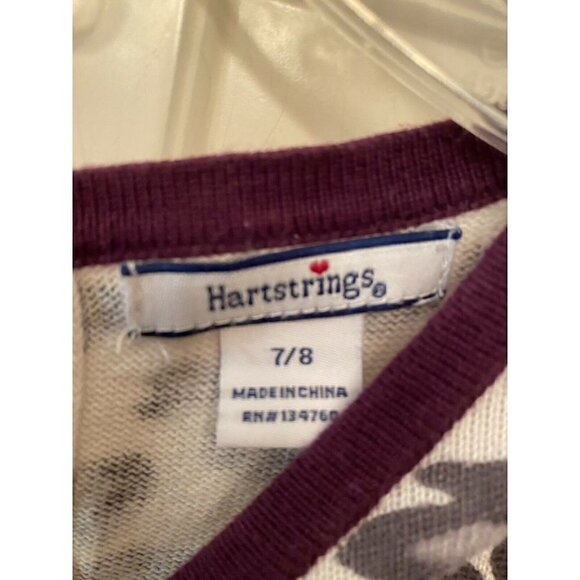 Hartstrings®
7/8
MADE IN CHINA
RN# 134760